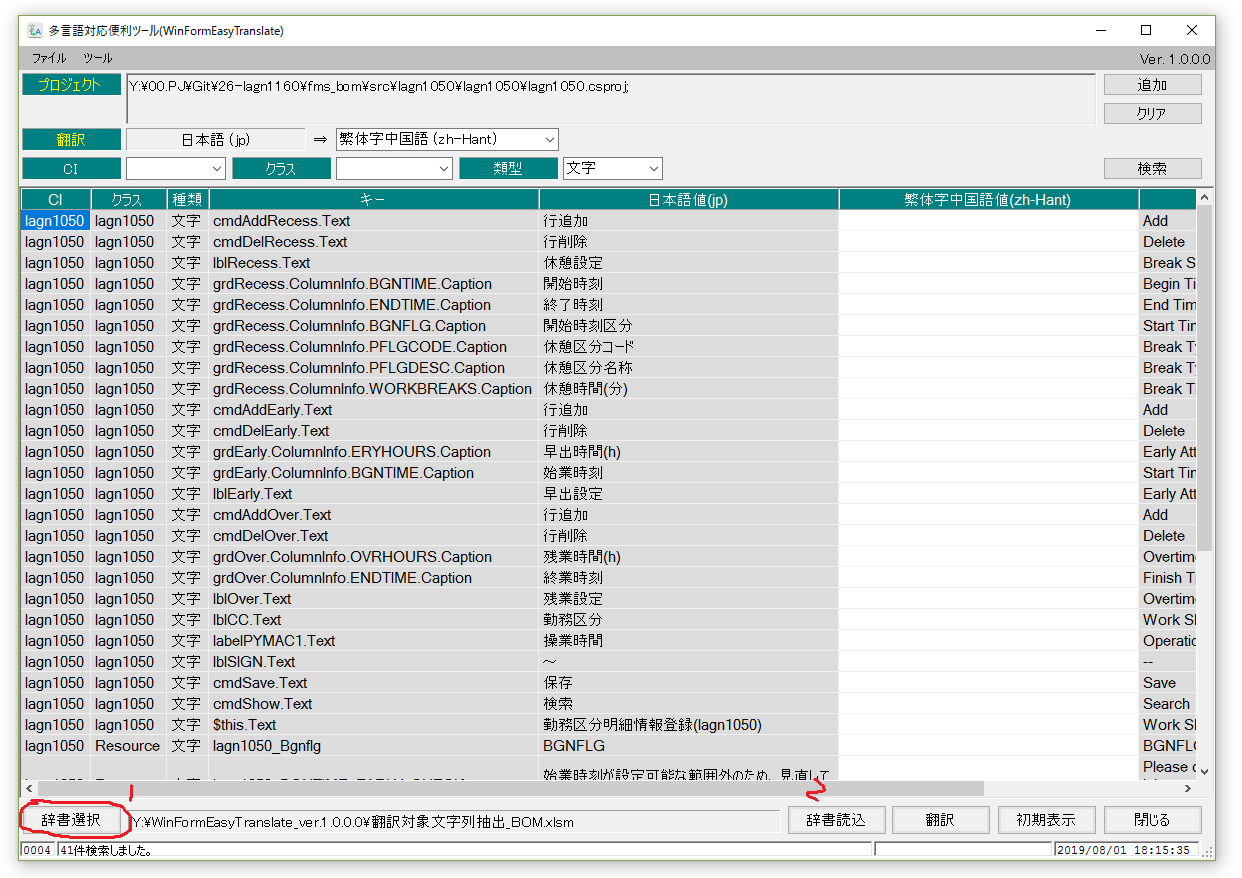 多言語対応便利ツール(WinFormEasyTranslate)
ファイル ツール Ver. 1.0.0.0
プロジェクト Y:¥00.PJ¥Git¥26-lagn1160¥fms_bom¥src¥lagn1050¥lagn1050¥lagn1050.csproj; 追加
クリア
翻訳 日本語 (jp) ⇒ 繁体字中国語 (zh-Hant)
CI クラス 類型 文字 検索
CI クラス 種類 キー 日本語値(jp) 繁体字中国語値(zh-Hant)
lagn1050 lagn1050 文字 cmdAddRecess.Text 行追加 Add
lagn1050 lagn1050 文字 cmdDelRecess.Text 行削除 Delete
lagn1050 lagn1050 文字 lblRecess.Text 休憩設定 Break S
lagn1050 lagn1050 文字 grdRecess.ColumnInfo.BGNTIME.Caption 開始時刻 Begin Ti
lagn1050 lagn1050 文字 grdRecess.ColumnInfo.ENDTIME.Caption 終了時刻 End Tim
lagn1050 lagn1050 文字 grdRecess.ColumnInfo.BGNFLG.Caption 開始時刻区分 Start Tin
lagn1050 lagn1050 文字 grdRecess.ColumnInfo.PFLGCODE.Caption 休憩区分コード Break Ty
lagn1050 lagn1050 文字 grdRecess.ColumnInfo.PFLGDESC.Caption 休憩区分名称 Break Ty
lagn1050 lagn1050 文字 grdRecess.ColumnInfo.WORKBREAKS.Caption 休憩時間(分) Break T
lagn1050 lagn1050 文字 cmdAddEarly.Text 行追加 Add
lagn1050 lagn1050 文字 cmdDelEarly.Text 行削除 Delete
lagn1050 lagn1050 文字 grdEarly.ColumnInfo.ERYHOURS.Caption 早出時間(h) Early Att
lagn1050 lagn1050 文字 grdEarly.ColumnInfo.BGNTIME.Caption 始業時刻 Start Tin
lagn1050 lagn1050 文字 lblEarly.Text 早出設定 Early Att
lagn1050 lagn1050 文字 cmdAddOver.Text 行追加 Add
lagn1050 lagn1050 文字 cmdDelOver.Text 行削除 Delete
lagn1050 lagn1050 文字 grdOver.ColumnInfo.OVRHOURS.Caption 残業時間(h) Overtim
lagn1050 lagn1050 文字 grdOver.ColumnInfo.ENDTIME.Caption 終業時刻 Finish T
lagn1050 lagn1050 文字 lblOver.Text 残業設定 Overtim
lagn1050 lagn1050 文字 lblCC.Text 勤務区分 Work S
lagn1050 lagn1050 文字 labelPYMAC1.Text 操業時間 Operatic
lagn1050 lagn1050 文字 lblSIGN.Text ～ --
lagn1050 lagn1050 文字 cmdSave.Text 保存 Save
lagn1050 lagn1050 文字 cmdShow.Text 検索 Search
lagn1050 lagn1050 文字 $this.Text 勤務区分明細情報登録(lagn1050) Work S
lagn1050 Resource 文字 lagn1050_Bgnflg BGNFLG BGNFL
始業時刻が設定可能な範囲外のため、見直して Please
1 2
辞書選択 Y:¥WinFormEasyTranslate_ver.1.0.0.0¥翻訳対象文字列抽出_BOM.xlsm 辞書読込 翻訳 初期表示 閉じる
0004 41件検索しました。 2019/08/01 18:15:35